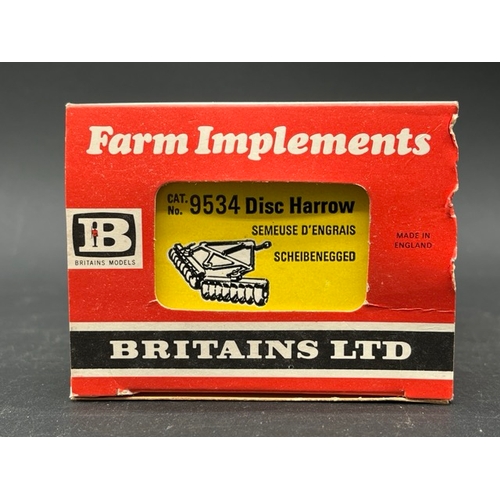 Farm Implements
CAT.
No. 9534 Disc Harrow
SEMEUSE D'ENGRAIS
SCHEIBENEGGED
B
BRITAINS MODELS
MADE IN
ENGLAND
BRITAINS LTD